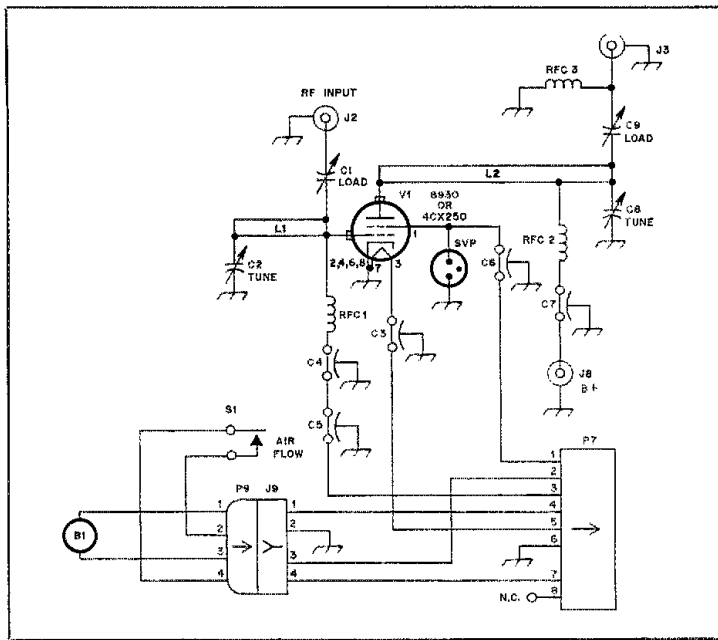 J3
RFC 3
RF INPUT
J2
C9
LOAD
C1
LOAD
L2
V1
8930
OR
4CX250
C8
TUNE
L1
1
SVP
RFC 2
C2
TUNE
2,4,6,8
7
3
C6
RFC1
C3
C7
C4
J8
B+
S1
C5
AIR
FLOW
P7
P9 J9
1
2
3
4
5
6
7
8
1
2
3
4
1
2
3
4
B1
N.C.